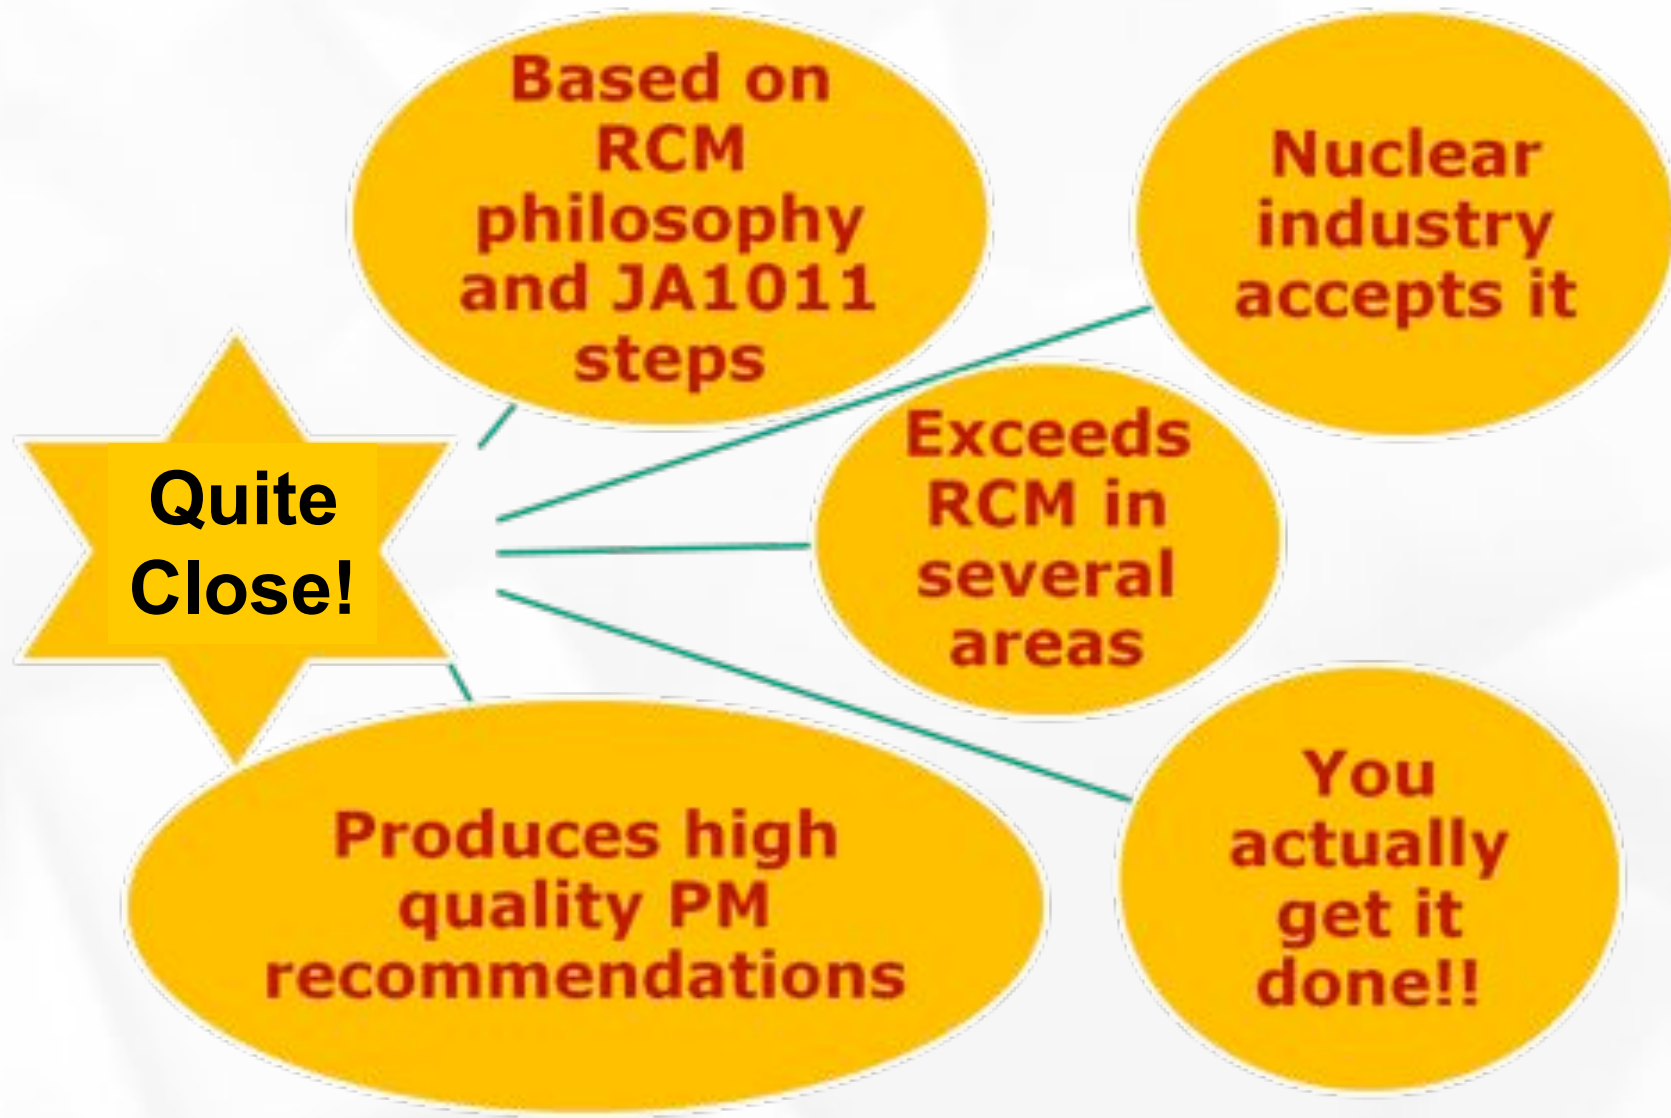 Based on
RCM
philosophy
and JA1011
steps
Nuclear
industry
accepts it
Quite
Close!
Exceeds
RCM in
several
areas
Produces high
quality PM
recommendations
You
actually
get it
done!!